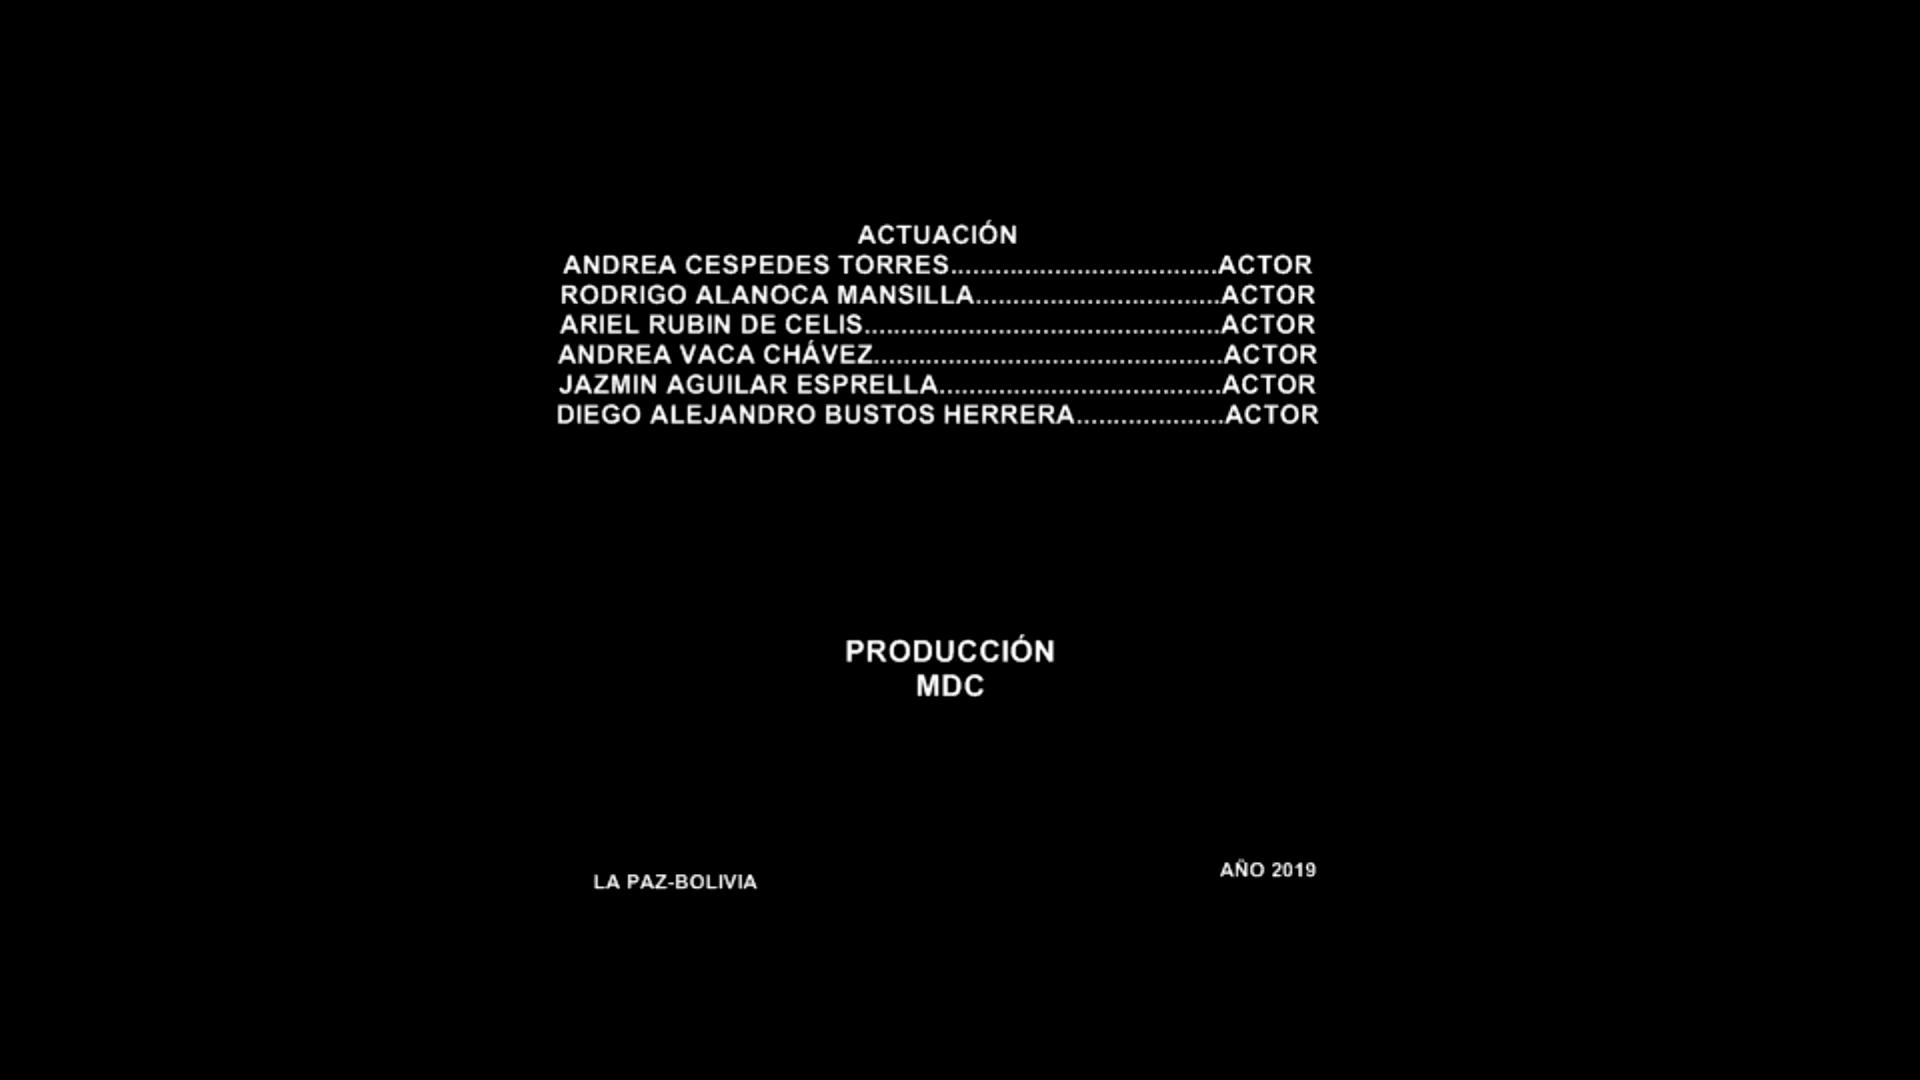 ACTUACIÓN
ANDREA CESPEDES TORRES....................................ACTOR
RODRIGO ALANOCA MANSILLA.................................ACTOR
ARIEL RUBIN DE CELIS................................................ACTOR
ANDREA VACA CHÁVEZ...............................................ACTOR
JAZMIN AGUILAR ESPRELLA......................................ACTOR
DIEGO ALEJANDRO BUSTOS HERRERA....................ACTOR
PRODUCCIÓN
MDC
LA PAZ-BOLIVIA
AÑO 2019